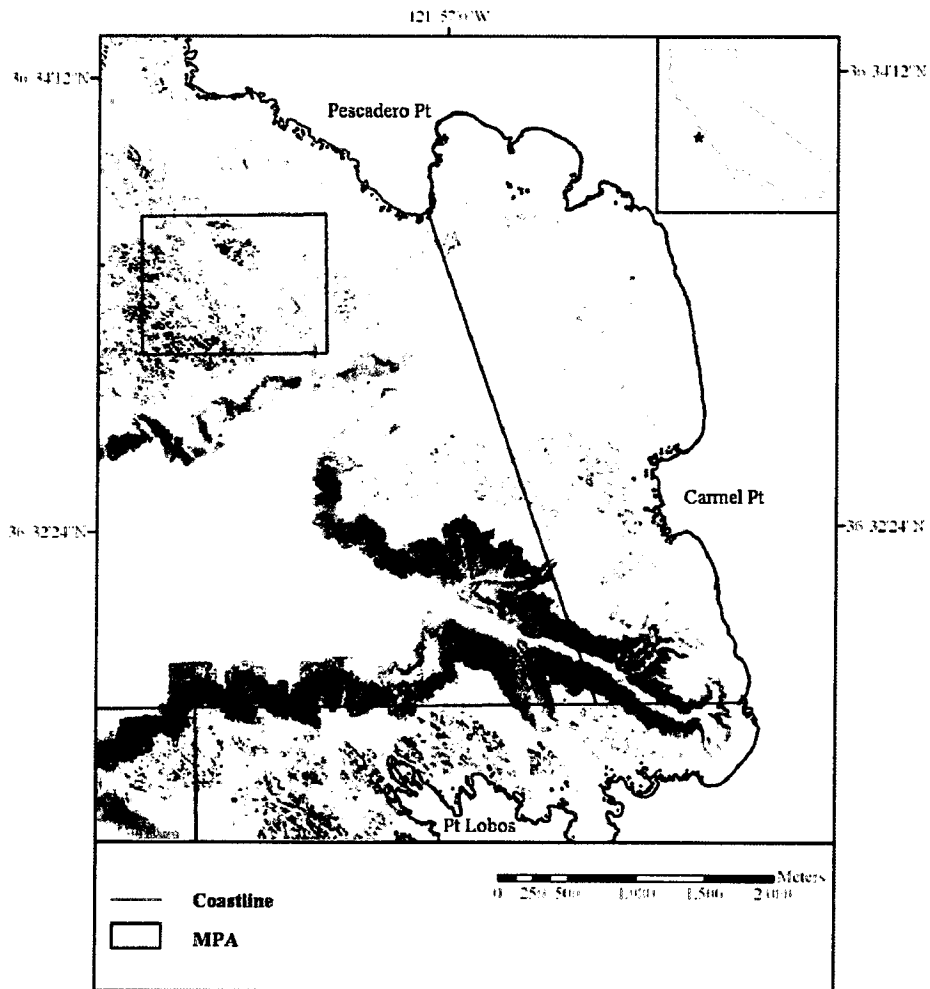 121 57'0"W
36 34'12"N
36 34'12"N
Pescadero Pt
Carmel Pt
36 32'24"N
36 32'24"N
Pt Lobos
Meters
0 250 500 1,000 1,500 2,000
Coastline
MPA